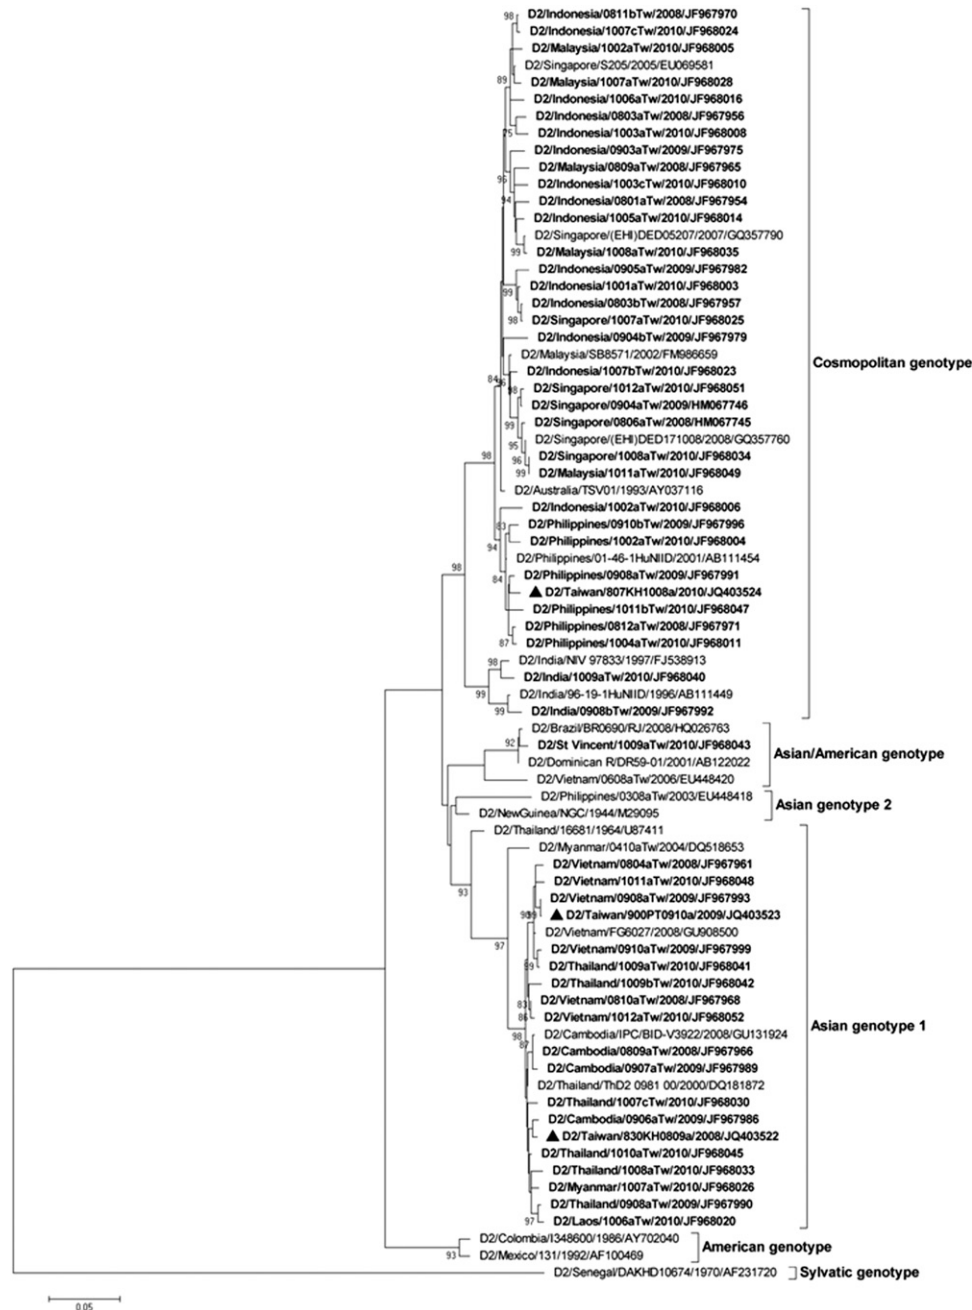 98 D2/Indonesia/0811bTw/2008/JF967970
D2/Indonesia/1007cTw/2010/JF968024
D2/Malaysia/1002aTw/2010/JF968005
D2/Singapore/S205/2005/EU069581
89 D2/Malaysia/1007aTw/2010/JF968028
D2/Indonesia/1006aTw/2010/JF968016
D2/Indonesia/0803aTw/2008/JF967956
75 D2/Indonesia/1003aTw/2010/JF968008
D2/Indonesia/0903aTw/2009/JF967975
D2/Malaysia/0809aTw/2008/JF967965
96 D2/Indonesia/1003cTw/2010/JF968010
94 D2/Indonesia/0801aTw/2008/JF967954
D2/Indonesia/1005aTw/2010/JF968014
D2/Singapore/(EHI)DED05207/2007/GQ357790
99 D2/Malaysia/1008aTw/2010/JF968035
D2/Indonesia/0905aTw/2009/JF967982
99 D2/Indonesia/1001aTw/2010/JF968003
D2/Indonesia/0803bTw/2008/JF967957
98 D2/Singapore/1007aTw/2010/JF968025
D2/Indonesia/0904bTw/2009/JF967979
D2/Malaysia/SB8571/2002/FM986659
Cosmopolitan genotype
84 96 D2/Indonesia/1007bTw/2010/JF968023
98 D2/Singapore/1012aTw/2010/JF968051
D2/Singapore/0904aTw/2009/HM067746
99 D2/Singapore/0806aTw/2008/HM067745
95 D2/Singapore/(EHI)DED171008/2008/GQ357760
98 96 D2/Singapore/1008aTw/2010/JF968034
99 D2/Malaysia/1011aTw/2010/JF968049
D2/Australia/TSV01/1993/AY037116
D2/Indonesia/1002aTw/2010/JF968006
83 D2/Philippines/0910bTw/2009/JF967996
94 D2/Philippines/1002aTw/2010/JF968004
D2/Philippines/01-46-1HuNIID/2001/AB111454
98 84 D2/Philippines/0908aTw/2009/JF967991
D2/Taiwan/807KH1008a/2010/JQ403524
D2/Philippines/1011bTw/2010/JF968047
D2/Philippines/0812aTw/2008/JF967971
87 D2/Philippines/1004aTw/2010/JF968011
98 D2/India/NIV 97833/1997/FJ538913
D2/India/1009aTw/2010/JF968040
99 D2/India/96-19-1HuNIID/1996/AB111449
99 D2/India/0908bTw/2009/JF967992
D2/Brazil/BR0690/RJ/2008/HQ026763
92 D2/St Vincent/1009aTw/2010/JF968043
Asian/American genotype
D2/Dominican R/DR59-01/2001/AB122022
D2/Vietnam/0608aTw/2006/EU448420
D2/Philippines/0308aTw/2003/EU448418
Asian genotype 2
D2/NewGuinea/NGC/1944/M29095
D2/Thailand/16681/1964/U87411
D2/Myanmar/0410aTw/2004/DQ518653
D2/Vietnam/0804aTw/2008/JF967961
D2/Vietnam/1011aTw/2010/JF968048
93 D2/Vietnam/0908aTw/2009/JF967993
D2/Taiwan/900PT0910a/2009/JQ403523
D2/Vietnam/FG6027/2008/GU908500
97 D2/Vietnam/0910aTw/2009/JF967999
D2/Thailand/1009aTw/2010/JF968041
D2/Thailand/1009bTw/2010/JF968042
83 D2/Vietnam/0810aTw/2008/JF967968
86 D2/Vietnam/1012aTw/2010/JF968052
Asian genotype 1
98 D2/Cambodia/IPC/BID-V3922/2008/GU131924
87 D2/Cambodia/0809aTw/2008/JF967966
D2/Cambodia/0907aTw/2009/JF967989
D2/Thailand/ThD2 0981 00/2000/DQ181872
D2/Thailand/1007cTw/2010/JF968030
D2/Cambodia/0906aTw/2009/JF967986
D2/Taiwan/830KH0809a/2008/JQ403522
D2/Thailand/1010aTw/2010/JF968045
D2/Thailand/1008aTw/2010/JF968033
D2/Myanmar/1007aTw/2010/JF968026
D2/Thailand/0908aTw/2009/JF967990
97 D2/Laos/1006aTw/2010/JF968020
D2/Colombia/I348600/1986/AY702040
American genotype
93 D2/Mexico/131/1992/AF100469
D2/Senegal/DAKHD10674/1970/AF231720
Sylvatic genotype
0.05